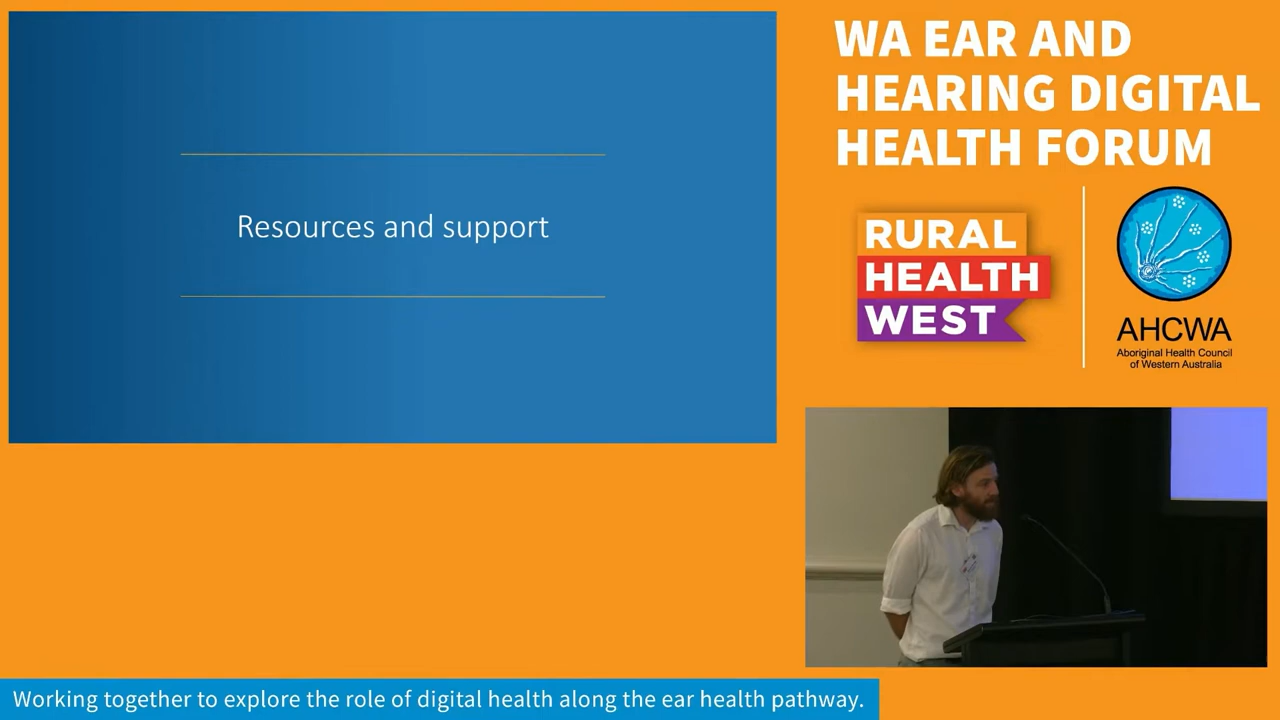 Resources and support
WA EAR AND
HEARING DIGITAL
HEALTH FORUM
RURAL
HEALTH
WEST
AHCWA
Aboriginal Health Council
of Western Australia
Working together to explore the role of digital health along the ear health pathway.